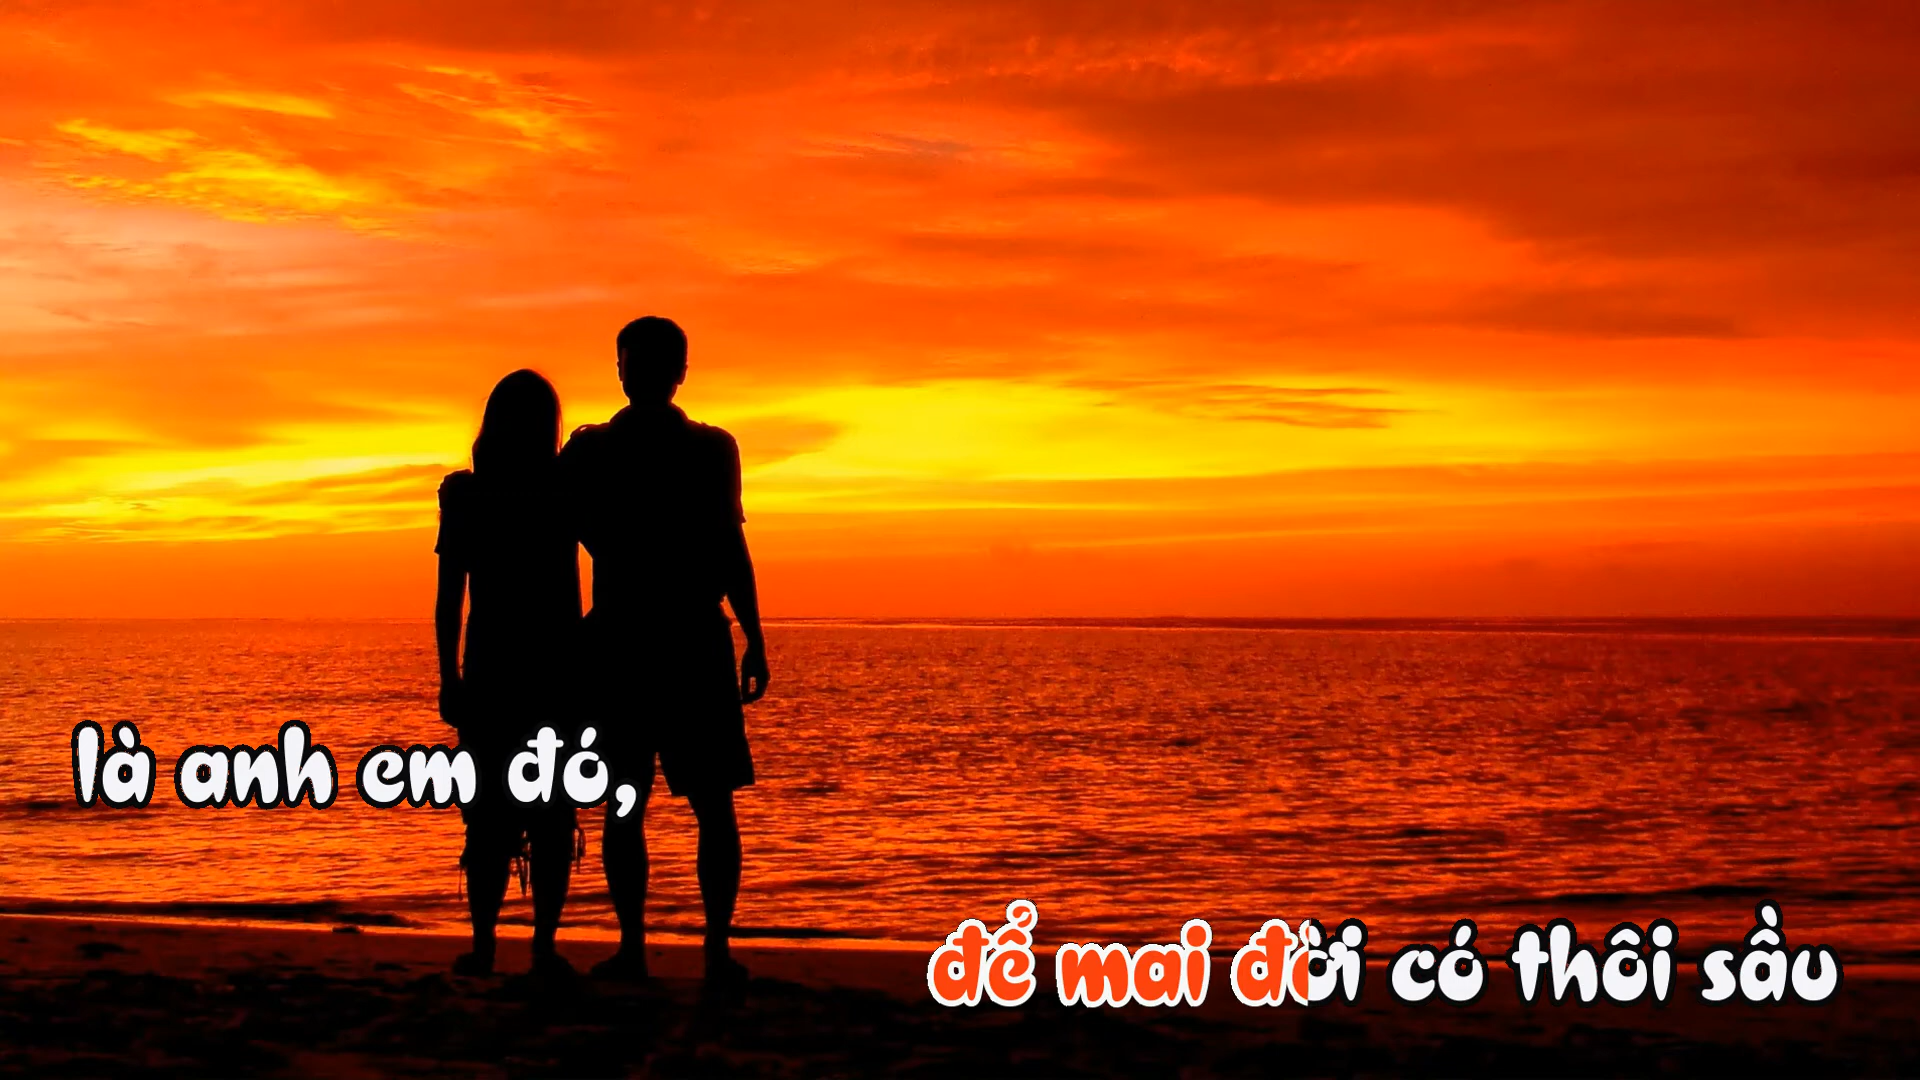 là anh em đó,
để mai đời có thôi sầu